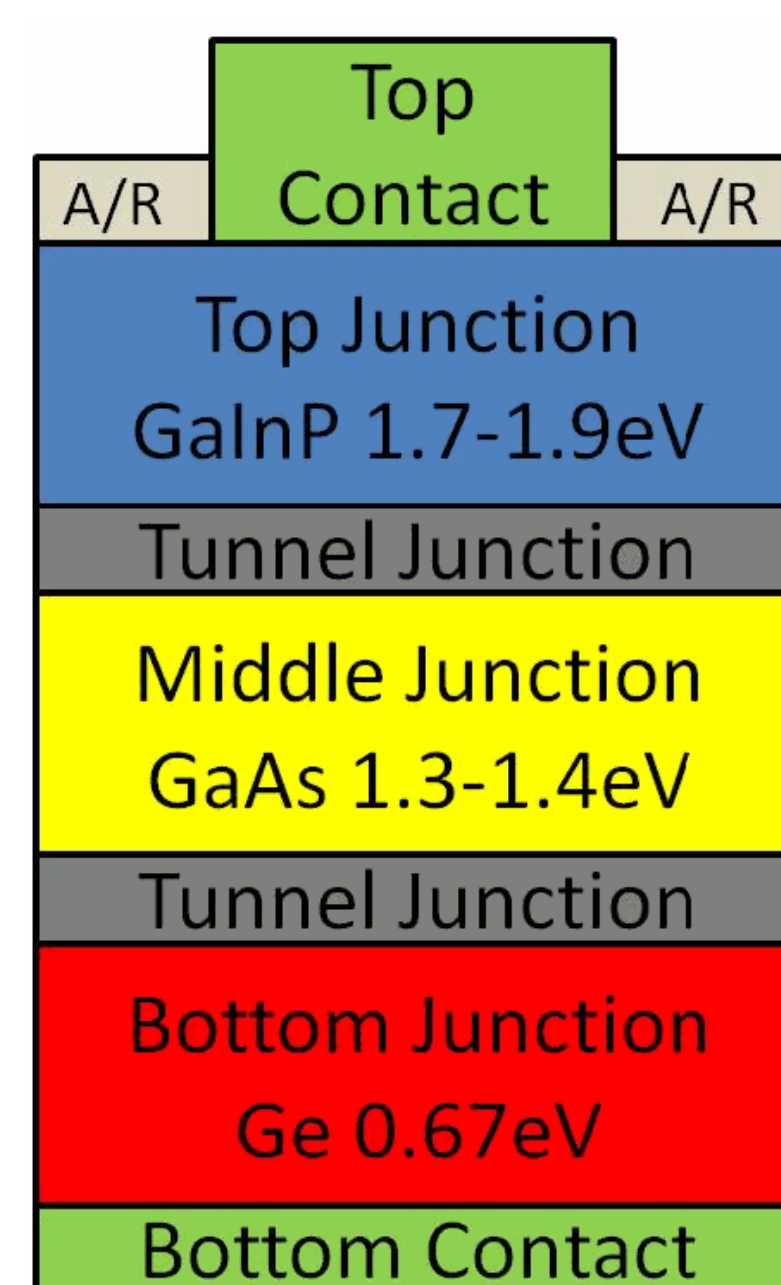 Top
Contact
A/R
A/R
Top Junction
GaInP 1.7-1.9eV
Tunnel Junction
Middle Junction
GaAs 1.3-1.4eV
Tunnel Junction
Bottom Junction
Ge 0.67eV
Bottom Contact